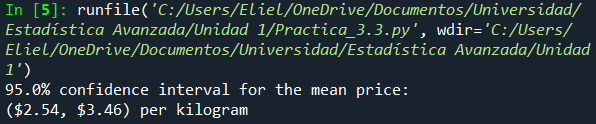 In [5]: runfile('C:/Users/Eliel/OneDrive/Documentos/Universidad/
Estadística Avanzada/Unidad 1/Practica_3.3.py', wdir='C:/Users/
Eliel/OneDrive/Documentos/Universidad/Estadística Avanzada/Unidad
1')
95.0% confidence interval for the mean price:
($2.54, $3.46) per kilogram